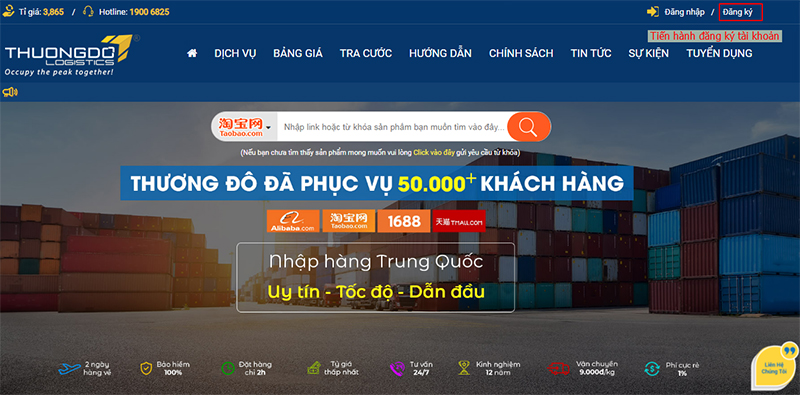 Tỉ giá: 3,865 / Hotline: 1900 6825
Đăng nhập / Đăng ký
Tiến hành đăng ký tài khoản
THUONGDO
LOGISTICS
Occupy the peak together!
DỊCH VỤ BẢNG GIÁ TRA CƯỚC HƯỚNG DẪN CHÍNH SÁCH TIN TỨC SỰ KIỆN TUYỂN DỤNG
淘宝网
Taobao.com
Nhập link hoặc từ khóa sản phẩm bạn muốn tìm vào đây...
(Nếu bạn chưa tìm thấy sản phẩm mong muốn vui lòng Click vào đây gửi yêu cầu từ khóa)
THƯƠNG ĐÔ ĐÃ PHỤC VỤ 50.000+ KHÁCH HÀNG
Alibaba.com
淘宝网
Taobao.com
1688
天猫 TMALL.COM
Nhập hàng Trung Quốc
Uy tín - Tốc độ - Dẫn đầu
2 ngày
hàng về
Bảo hiểm
100%
Đặt hàng
chỉ 2h
Tỷ giá
thấp nhất
Tư vấn
24/7
Kinh nghiệm
12 năm
Vận chuyển
9.000đ/kg
Phí cực rẻ
1%
Liên Hệ
Chúng Tôi